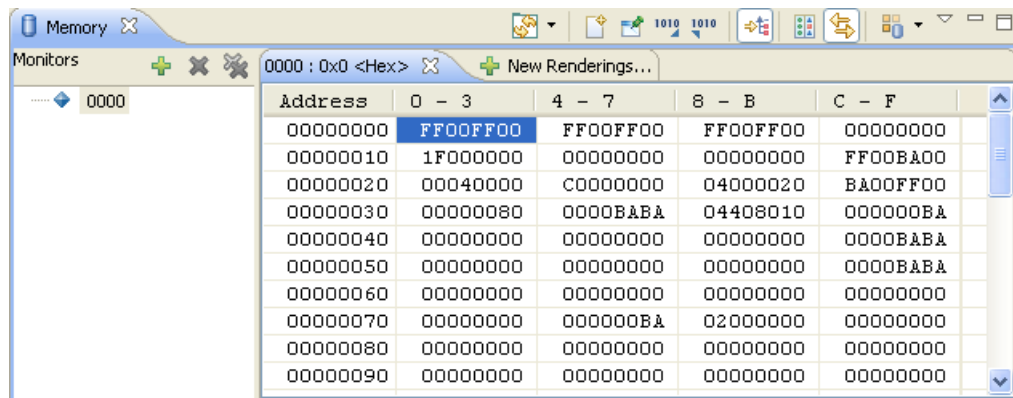 Memory
1010 1010
Monitors
0000 : 0x0 <Hex> New Renderings...
0000
Address 0 - 3 4 - 7 8 - B C - F
00000000 FF00FF00 FF00FF00 FF00FF00 00000000
00000010 1F000000 00000000 00000000 FF00BA00
00000020 00040000 C0000000 04000020 BA00FF00
00000030 00000080 0000BABA 04408010 000000BA
00000040 00000000 00000000 00000000 0000BABA
00000050 00000000 00000000 00000000 0000BABA
00000060 00000000 00000000 00000000 00000000
00000070 00000000 000000BA 02000000 00000000
00000080 00000000 00000000 00000000 00000000
00000090 00000000 00000000 00000000 00000000